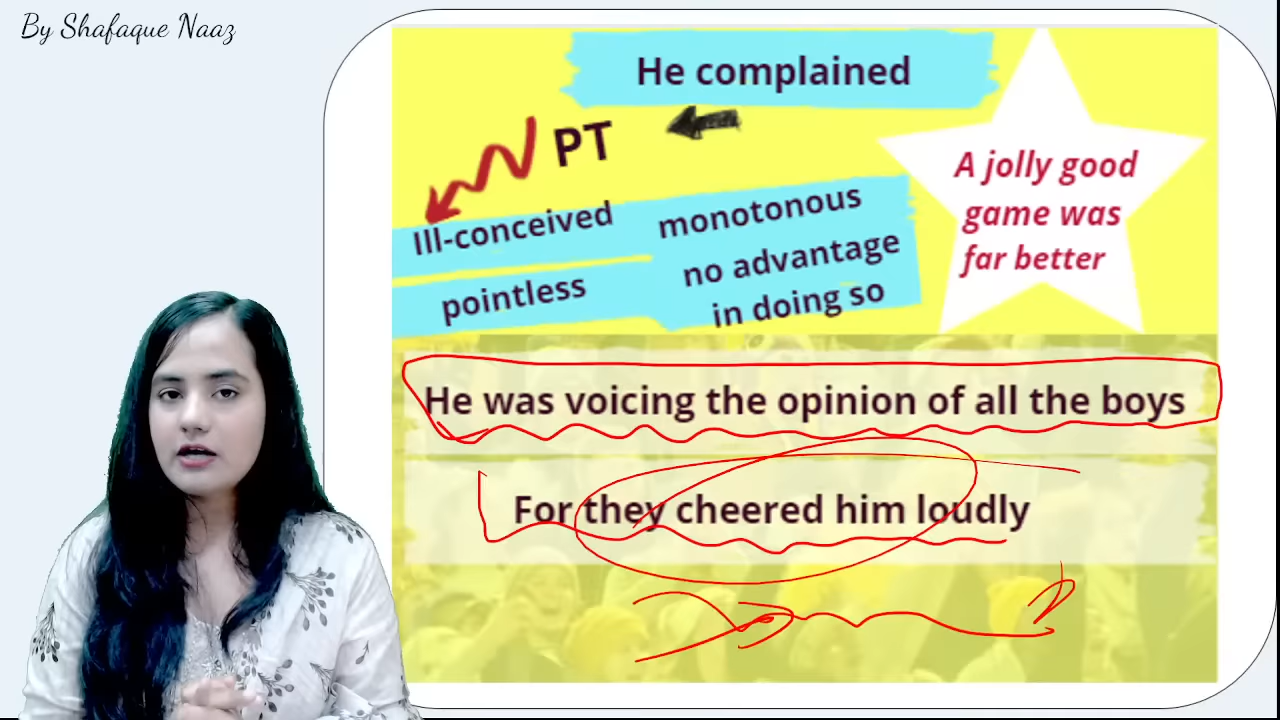 By Shafaque Naaz
He complained
PT
Ill-conceived
pointless
monotonous
no advantage
in doing so
A jolly good
game was
far better
He was voicing the opinion of all the boys
For they cheered him loudly